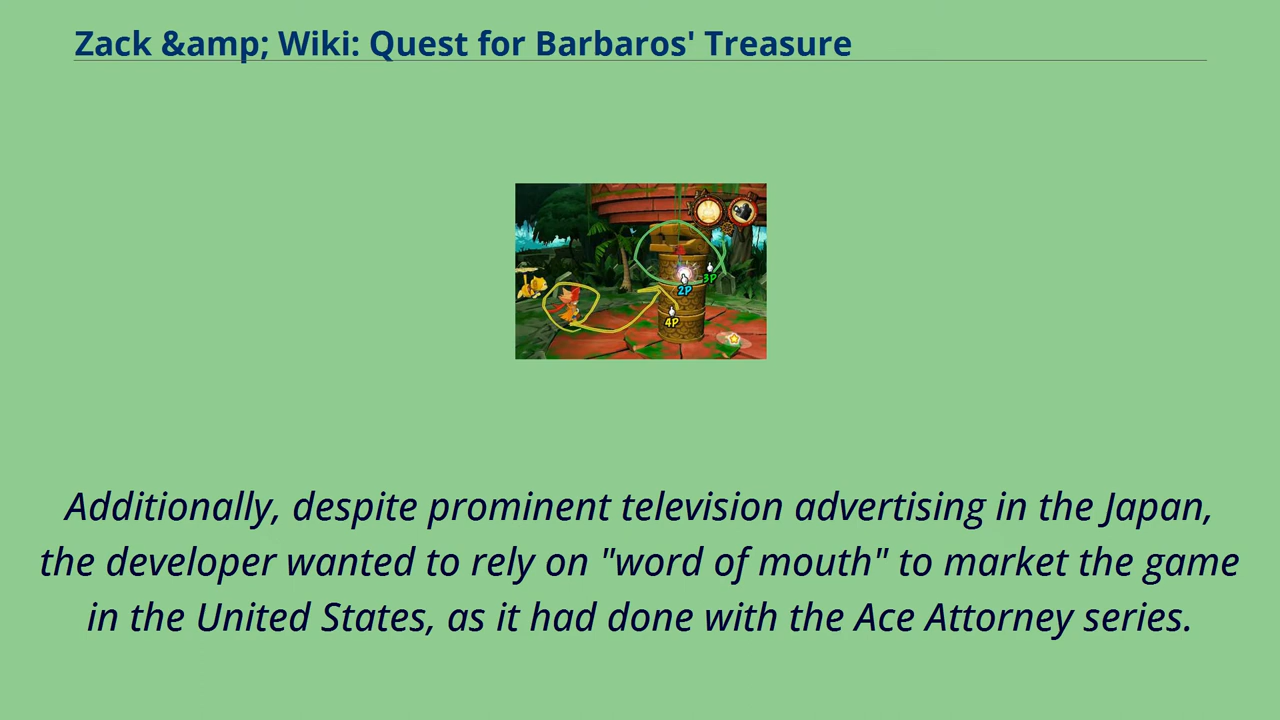 Zack &amp; Wiki: Quest for Barbaros' Treasure
3P
2P
4P
Additionally, despite prominent television advertising in the Japan,
the developer wanted to rely on "word of mouth" to market the game
in the United States, as it had done with the Ace Attorney series.